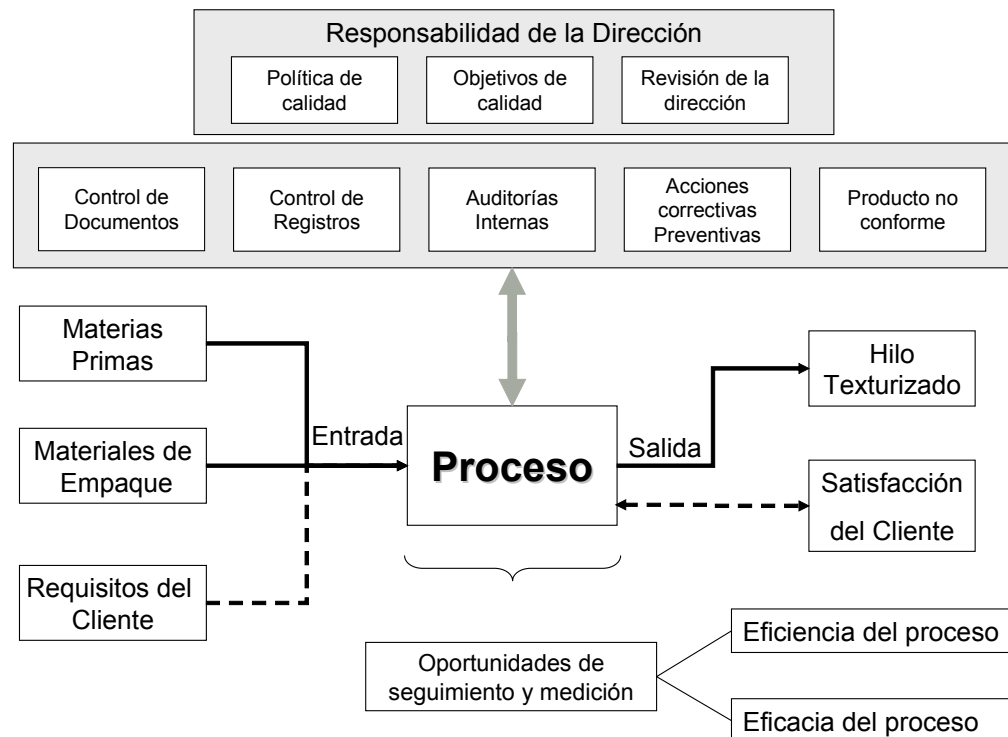 Responsabilidad de la Dirección
Política de
calidad
Objetivos de
calidad
Revisión de la
dirección
Control de
Documentos
Control de
Registros
Auditorías
Internas
Acciones
correctivas
Preventivas
Producto no
conforme
Materias
Primas
Materiales de
Empaque
Requisitos del
Cliente
Entrada
Proceso
Salida
Hilo
Texturizado
Satisfacción
del Cliente
Oportunidades de
seguimiento y medición
Eficiencia del proceso
Eficacia del proceso